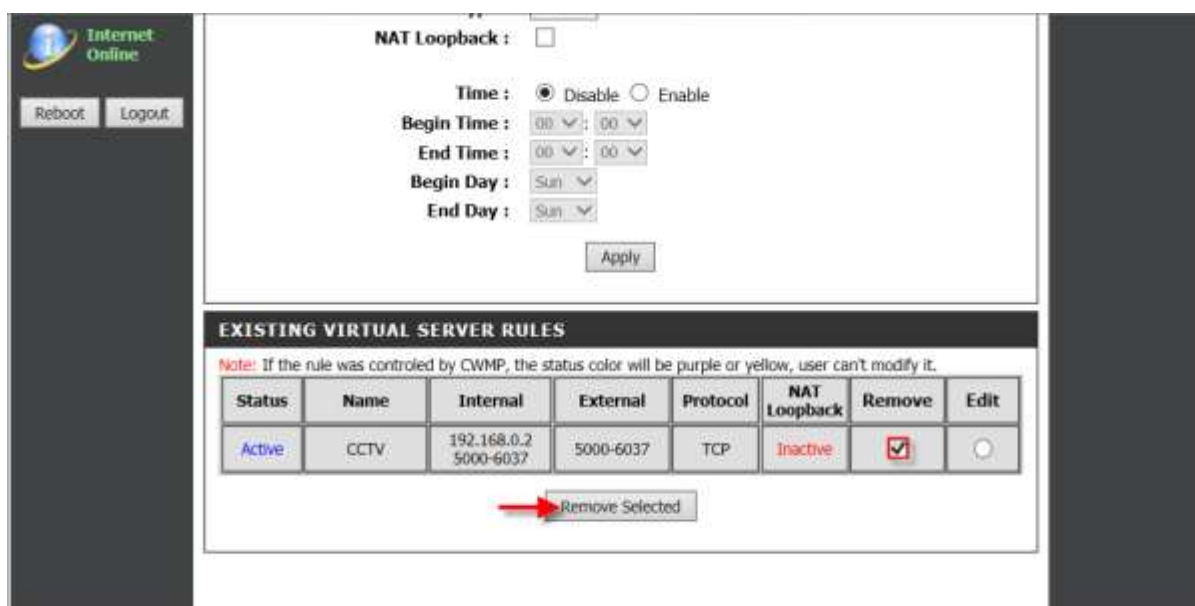 Internet
Online
Reboot Logout
NAT Loopback :
Time : Disable Enable
Begin Time : 00 : 00
End Time : 00 : 00
Begin Day : Sun
End Day : Sun
Apply
EXISTING VIRTUAL SERVER RULES
Note: If the rule was controled by CWMP, the status color will be purple or yellow, user can't modify it.
Status Name Internal External Protocol NAT Loopback Remove Edit
Active CCTV 192.168.0.2 5000-6037 5000-6037 TCP Inactive
Remove Selected